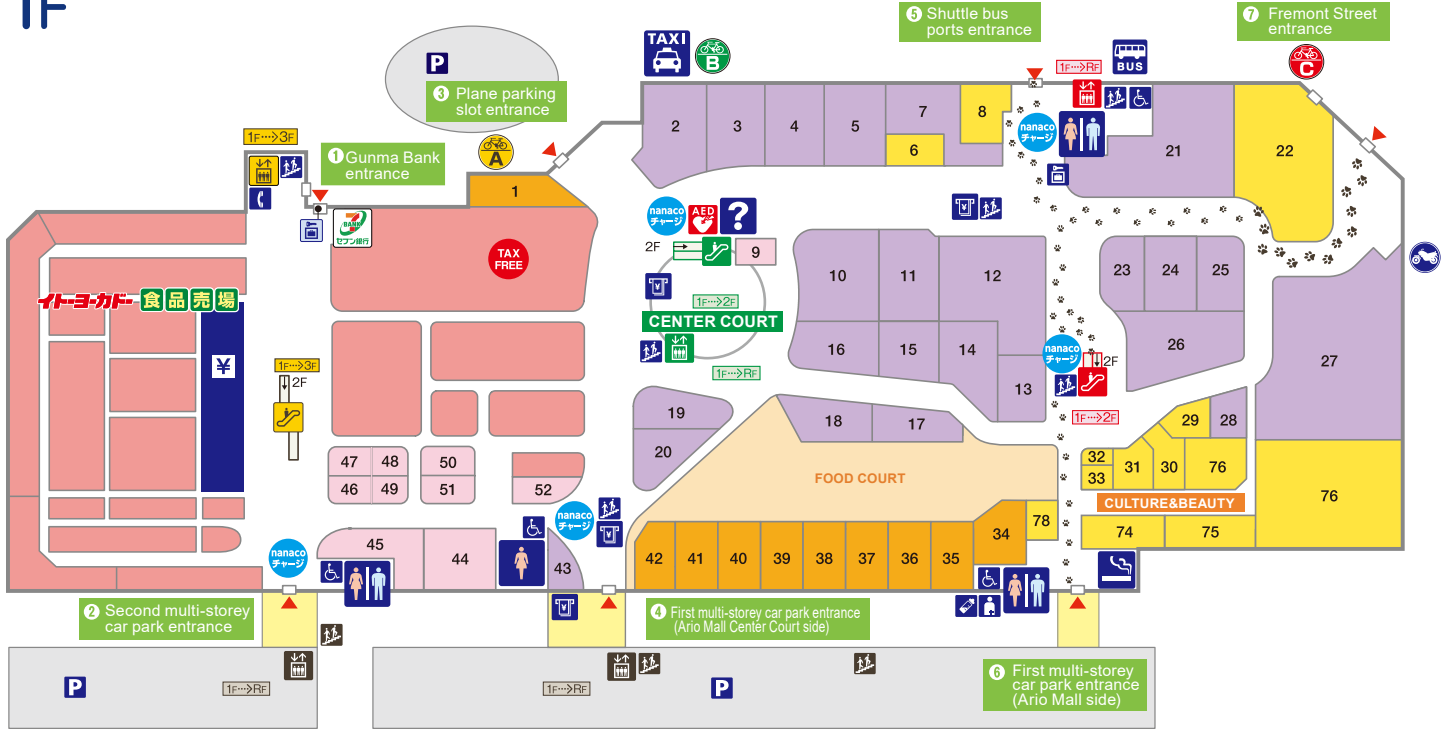 1F
❺ Shuttle bus
ports entrance
❼ Fremont Street
entrance
TAXI
B
BUS
C
P
❸ Plane parking
slot entrance
1F⋯>RF
2
3
4
5
7
8
6
nanaco
チャージ
21
22
1F⋯>3F
❶ Gunma Bank
entrance
A
1
7
BANK
セブン銀行
TAX
FREE
nanaco
チャージ
AED
?
2F
9
10
11
12
23
24
25
イトーヨーカドー 食品売場
¥
1F⋯>2F
CENTER COURT
16
15
14
13
nanaco
チャージ
2F
26
27
1F⋯>3F
2F
1F⋯>RF
1F⋯>2F
19
20
18
17
29
28
FOOD COURT
32
33
31
30
76
76
47
48
50
46
49
51
52
CULTURE&BEAUTY
74
75
nanaco
チャージ
78
34
42
41
40
39
38
37
36
35
45
44
43
nanaco
チャージ
❷ Second multi-storey
car park entrance
❹ First multi-storey car park entrance
(Ario Mall Center Court side)
❻ First multi-storey
car park entrance
(Ario Mall side)
P
1F⋯>RF
1F⋯>RF
P